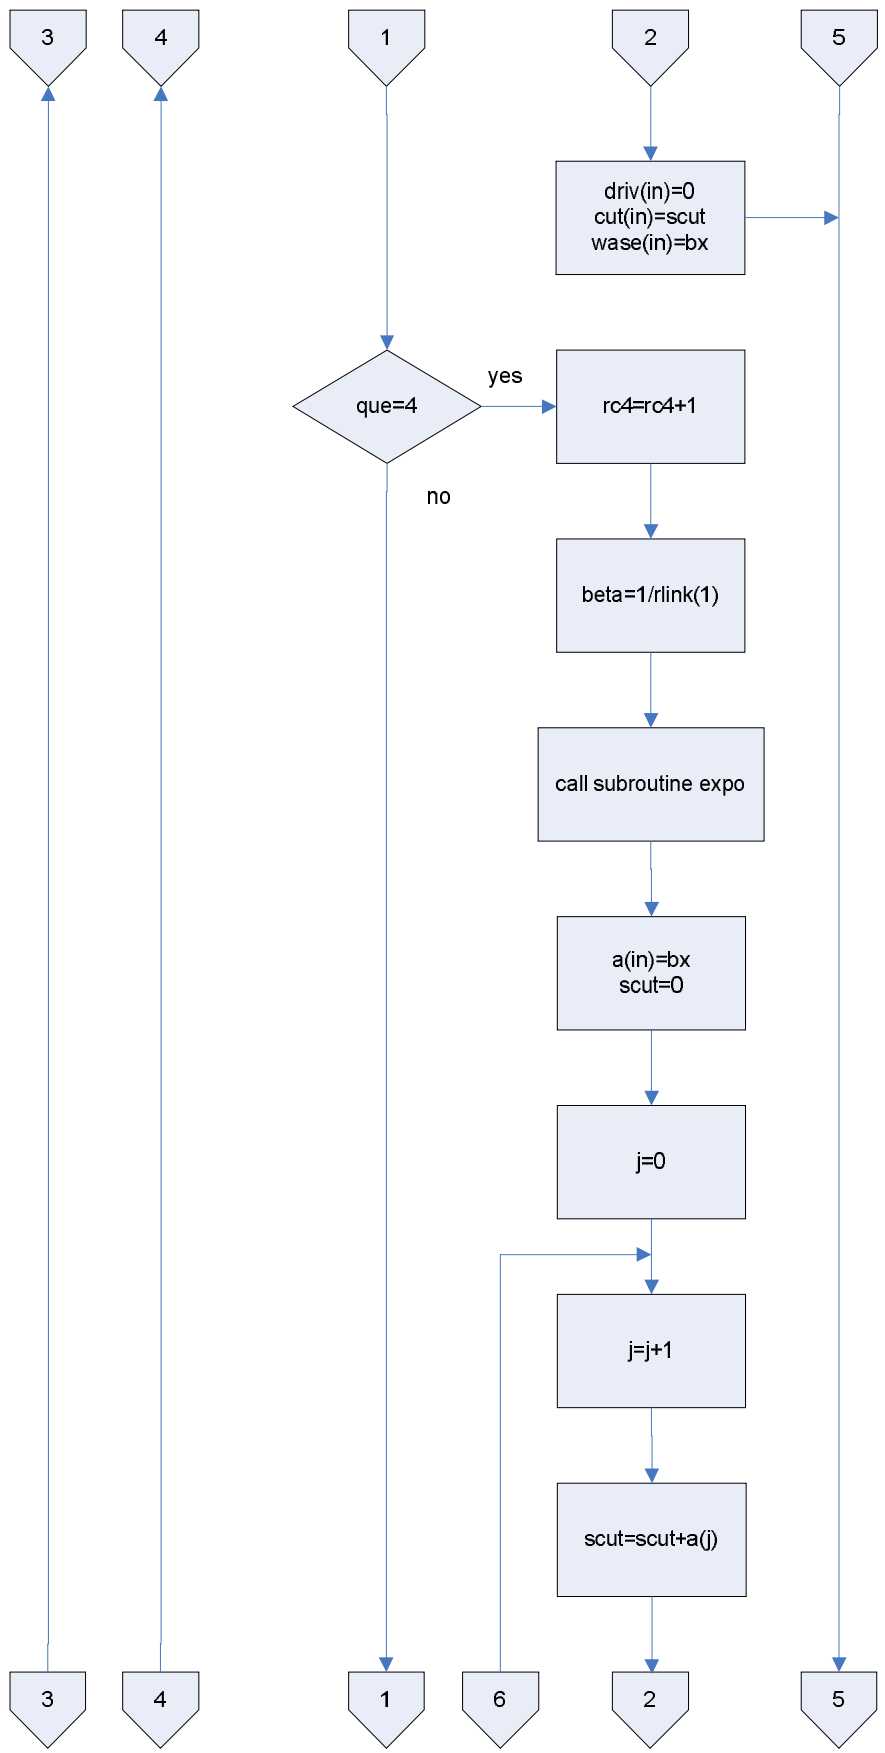 3
4
1
2
5
driv(in)=0
cut(in)=scut
wase(in)=bx
que=4
yes
rc4=rc4+1
no
beta=1/rlink(1)
call subroutine expo
a(in)=bx
scut=0
j=0
j=j+1
scut=scut+a(j)
3
4
1
6
2
5